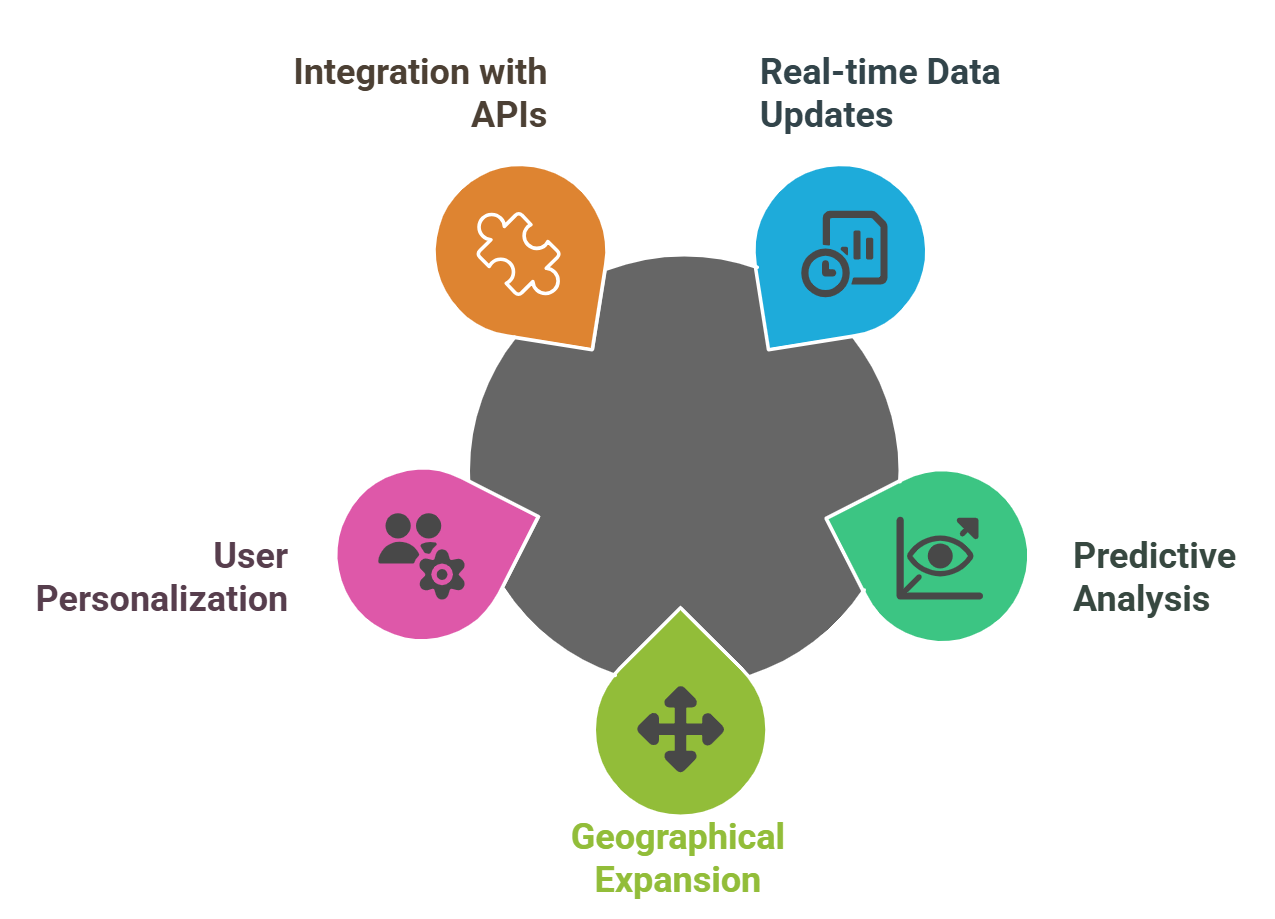 Integration with
APIs
Real-time Data
Updates
User
Personalization
Predictive
Analysis
Geographical
Expansion